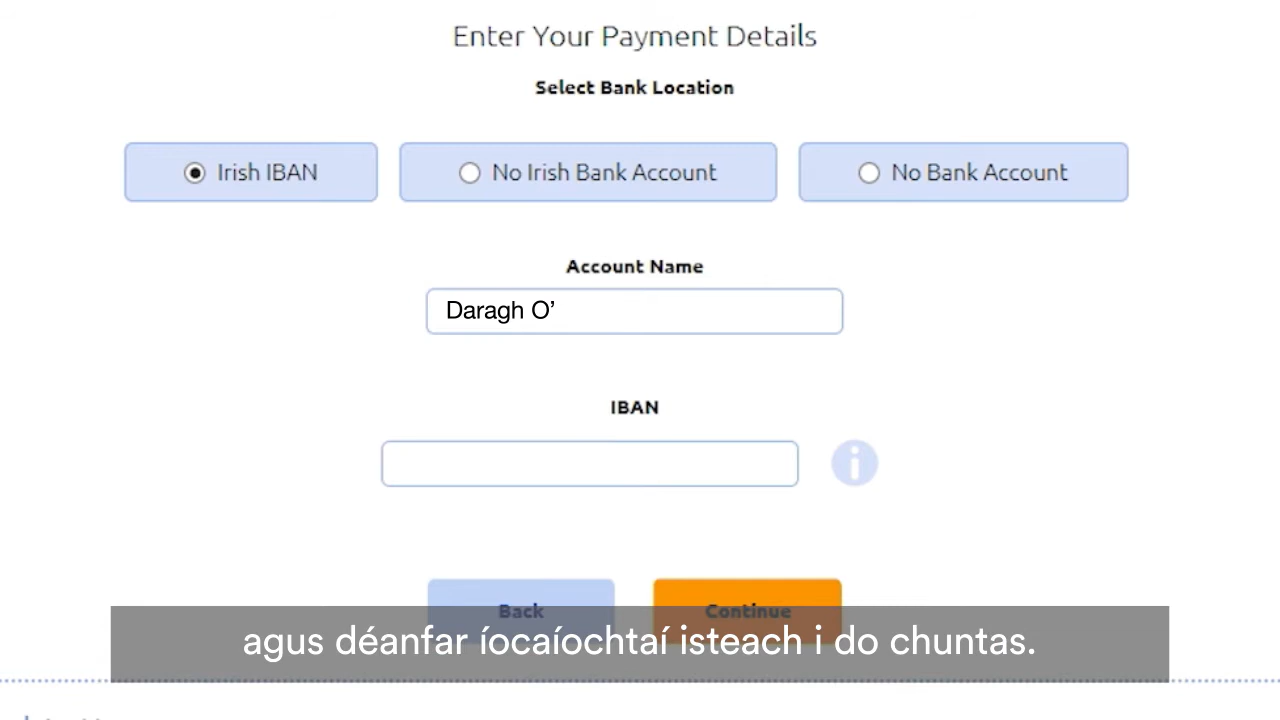 Enter Your Payment Details
Select Bank Location
Irish IBAN
No Irish Bank Account
No Bank Account
Account Name
Daragh O’
IBAN
Back
Continue
agus déanfar íocaíochtaí isteach i do chuntas.